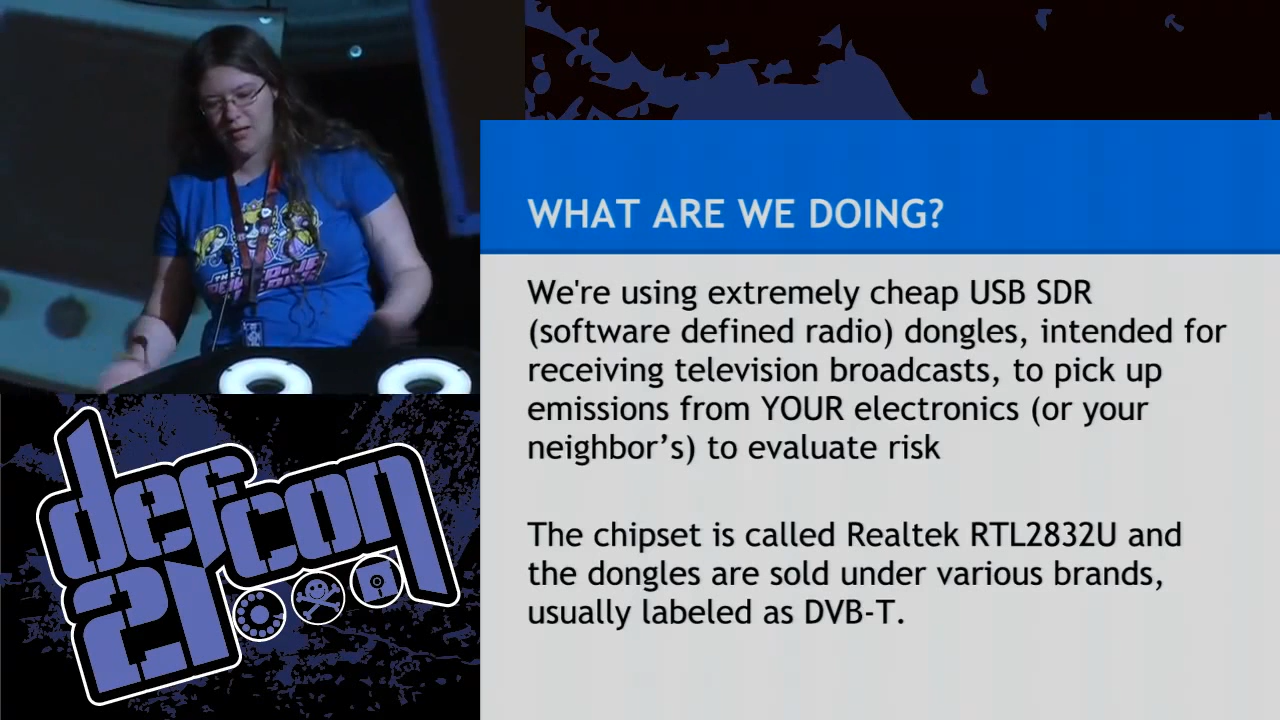 WHAT ARE WE DOING?
We're using extremely cheap USB SDR
(software defined radio) dongles, intended for
receiving television broadcasts, to pick up
emissions from YOUR electronics (or your
neighbor’s) to evaluate risk
The chipset is called Realtek RTL2832U and
the dongles are sold under various brands,
usually labeled as DVB-T.
defcon
21